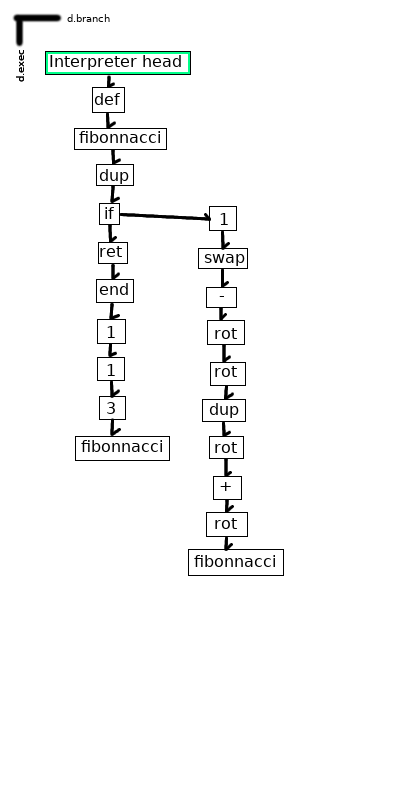 d.branch
d.exec
Interpreter head
def
fibonnacci
dup
if
ret
end
1
1
3
fibonnacci
1
swap
-
rot
rot
dup
rot
+
rot
fibonnacci